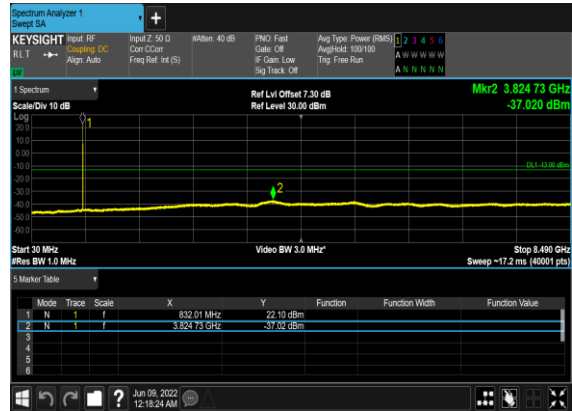 Spectrum Analyzer 1
Swept SA
+
KEYSIGHT Input: RF Input Z: 50 Ω #Atten: 40 dB PNO: Fast Avg Type: Power (RMS) 1 2 3 4 5 6
RLT Coupling: DC Corr CCorr Gate: Off Avg|Hold: 100/100 A W W W W W
Align: Auto Freq Ref: Int (S) IF Gain: Low Trig: Free Run
Sig Track: Off A N N N N N
1 Spectrum Ref Lvl Offset 7.30 dB Mkr2 3.824 73 GHz
Scale/Div 10 dB Ref Level 30.00 dBm -37.020 dBm
Log
20.0
1
10.0
0.00
-10.0
DL1 -13.00 dBm
-20.0
-30.0
2
-40.0
-50.0
-60.0
Start 30 MHz Video BW 3.0 MHz* Stop 8.490 GHz
#Res BW 1.0 MHz Sweep ~17.2 ms (40001 pts)
5 Marker Table
Mode Trace Scale X Y Function Function Width Function Value
1 N 1 f 832.01 MHz 22.10 dBm
2 N 1 f 3.824 73 GHz -37.02 dBm
3
4
5
6
? Jun 09, 2022
12:18:24 AM